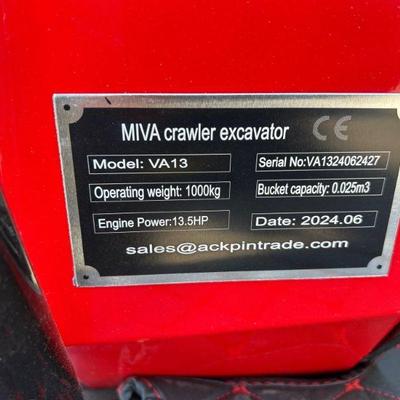 MIVA crawler excavator CE
Model: VA13 Serial No:VA1324062427
Operating weight: 1000kg Bucket capacity: 0.025m3
Engine Power:13.5HP Date: 2024.06
sales@ackpintrade.com